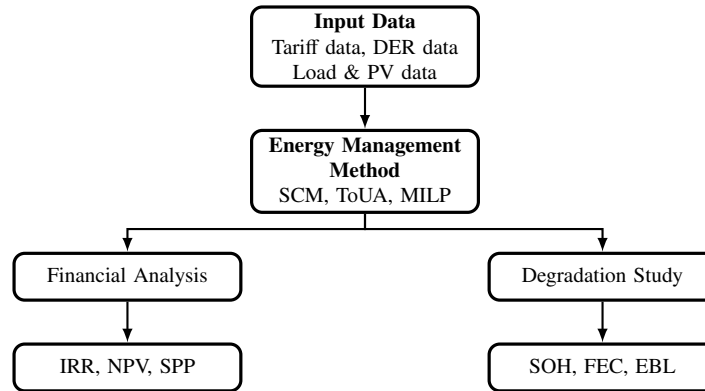 Input Data
Tariff data, DER data
Load & PV data
Energy Management
Method
SCM, ToUA, MILP
Financial Analysis
Degradation Study
IRR, NPV, SPP
SOH, FEC, EBL